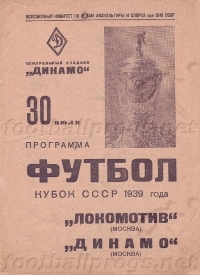 ВСЕСОЮЗНЫЙ КОМИТЕТ ПО ДЕЛАМ ФИЗКУЛЬТУРЫ И СПОРТА при СНК СССР
ЦЕНТРАЛЬНЫЙ СТАДИОН
„ДИНАМО“
30
ИЮЛЯ
ПРОГРАММА
ФУТБОЛ
КУБОК СССР 1939 года
„ЛОКОМОТИВ“
(МОСКВА)
„ДИНАМО“
(МОСКВА)